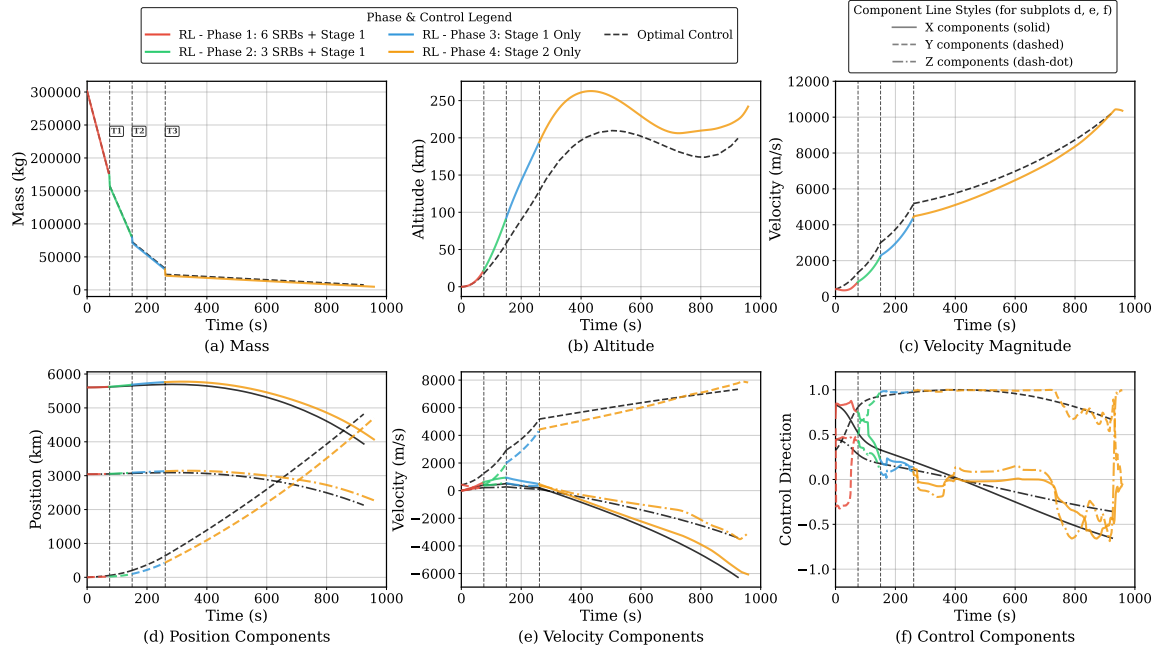 Phase & Control Legend
RL - Phase 1: 6 SRBs + Stage 1
RL - Phase 2: 3 SRBs + Stage 1
RL - Phase 3: Stage 1 Only
RL - Phase 4: Stage 2 Only
Optimal Control
Component Line Styles (for subplots d, e, f)
X components (solid)
Y components (dashed)
Z components (dash-dot)
300000
250000
200000
150000
100000
50000
0
Mass (kg)
T1
T2
T3
0 200 400 600 800 1000
Time (s)
(a) Mass
250
200
150
100
50
0
Altitude (km)
0 200 400 600 800 1000
Time (s)
(b) Altitude
12000
10000
8000
6000
4000
2000
0
Velocity (m/s)
0 200 400 600 800 1000
Time (s)
(c) Velocity Magnitude
6000
5000
4000
3000
2000
1000
0
Position (km)
0 200 400 600 800 1000
Time (s)
(d) Position Components
8000
6000
4000
2000
0
−2000
−4000
−6000
Velocity (m/s)
0 200 400 600 800 1000
Time (s)
(e) Velocity Components
1.0
0.5
0.0
−0.5
−1.0
Control Direction
0 200 400 600 800 1000
Time (s)
(f) Control Components